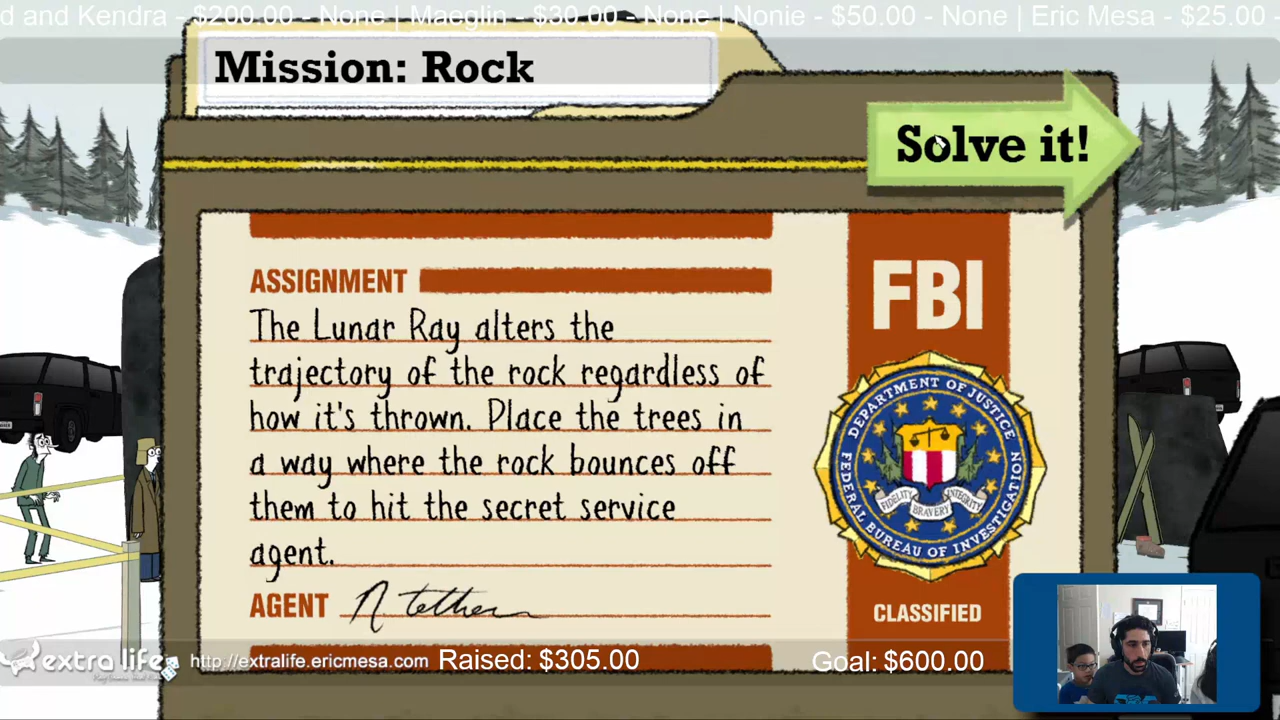 d and Kendra - $200.00 - None | Maeglin - $30.00 - None | Nonie - $50.00 - None | Eric Mesa - $25.00 -
Mission: Rock
Solve it!
ASSIGNMENT
The Lunar Ray alters the
trajectory of the rock regardless of
how it's thrown. Place the trees in
a way where the rock bounces off
them to hit the secret service
agent.
AGENT N tethers
FBI
DEPARTMENT OF JUSTICE
FIDELITY BRAVERY INTEGRITY
FEDERAL BUREAU OF INVESTIGATION
CLASSIFIED
extra life
http://extralife.ericmesa.com
Raised: $305.00
Goal: $600.00